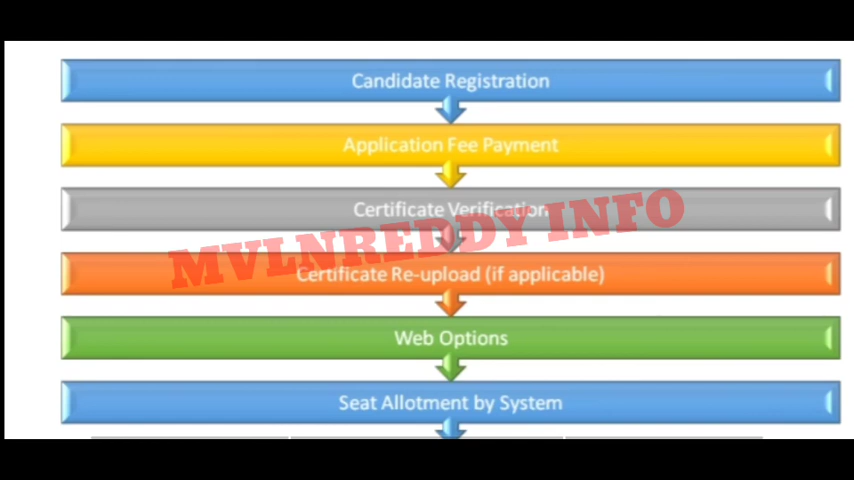 Candidate Registration
Application Fee Payment
Certificate Verification
MVLNREDDY INFO
Certificate Re-upload (if applicable)
Web Options
Seat Allotment by System